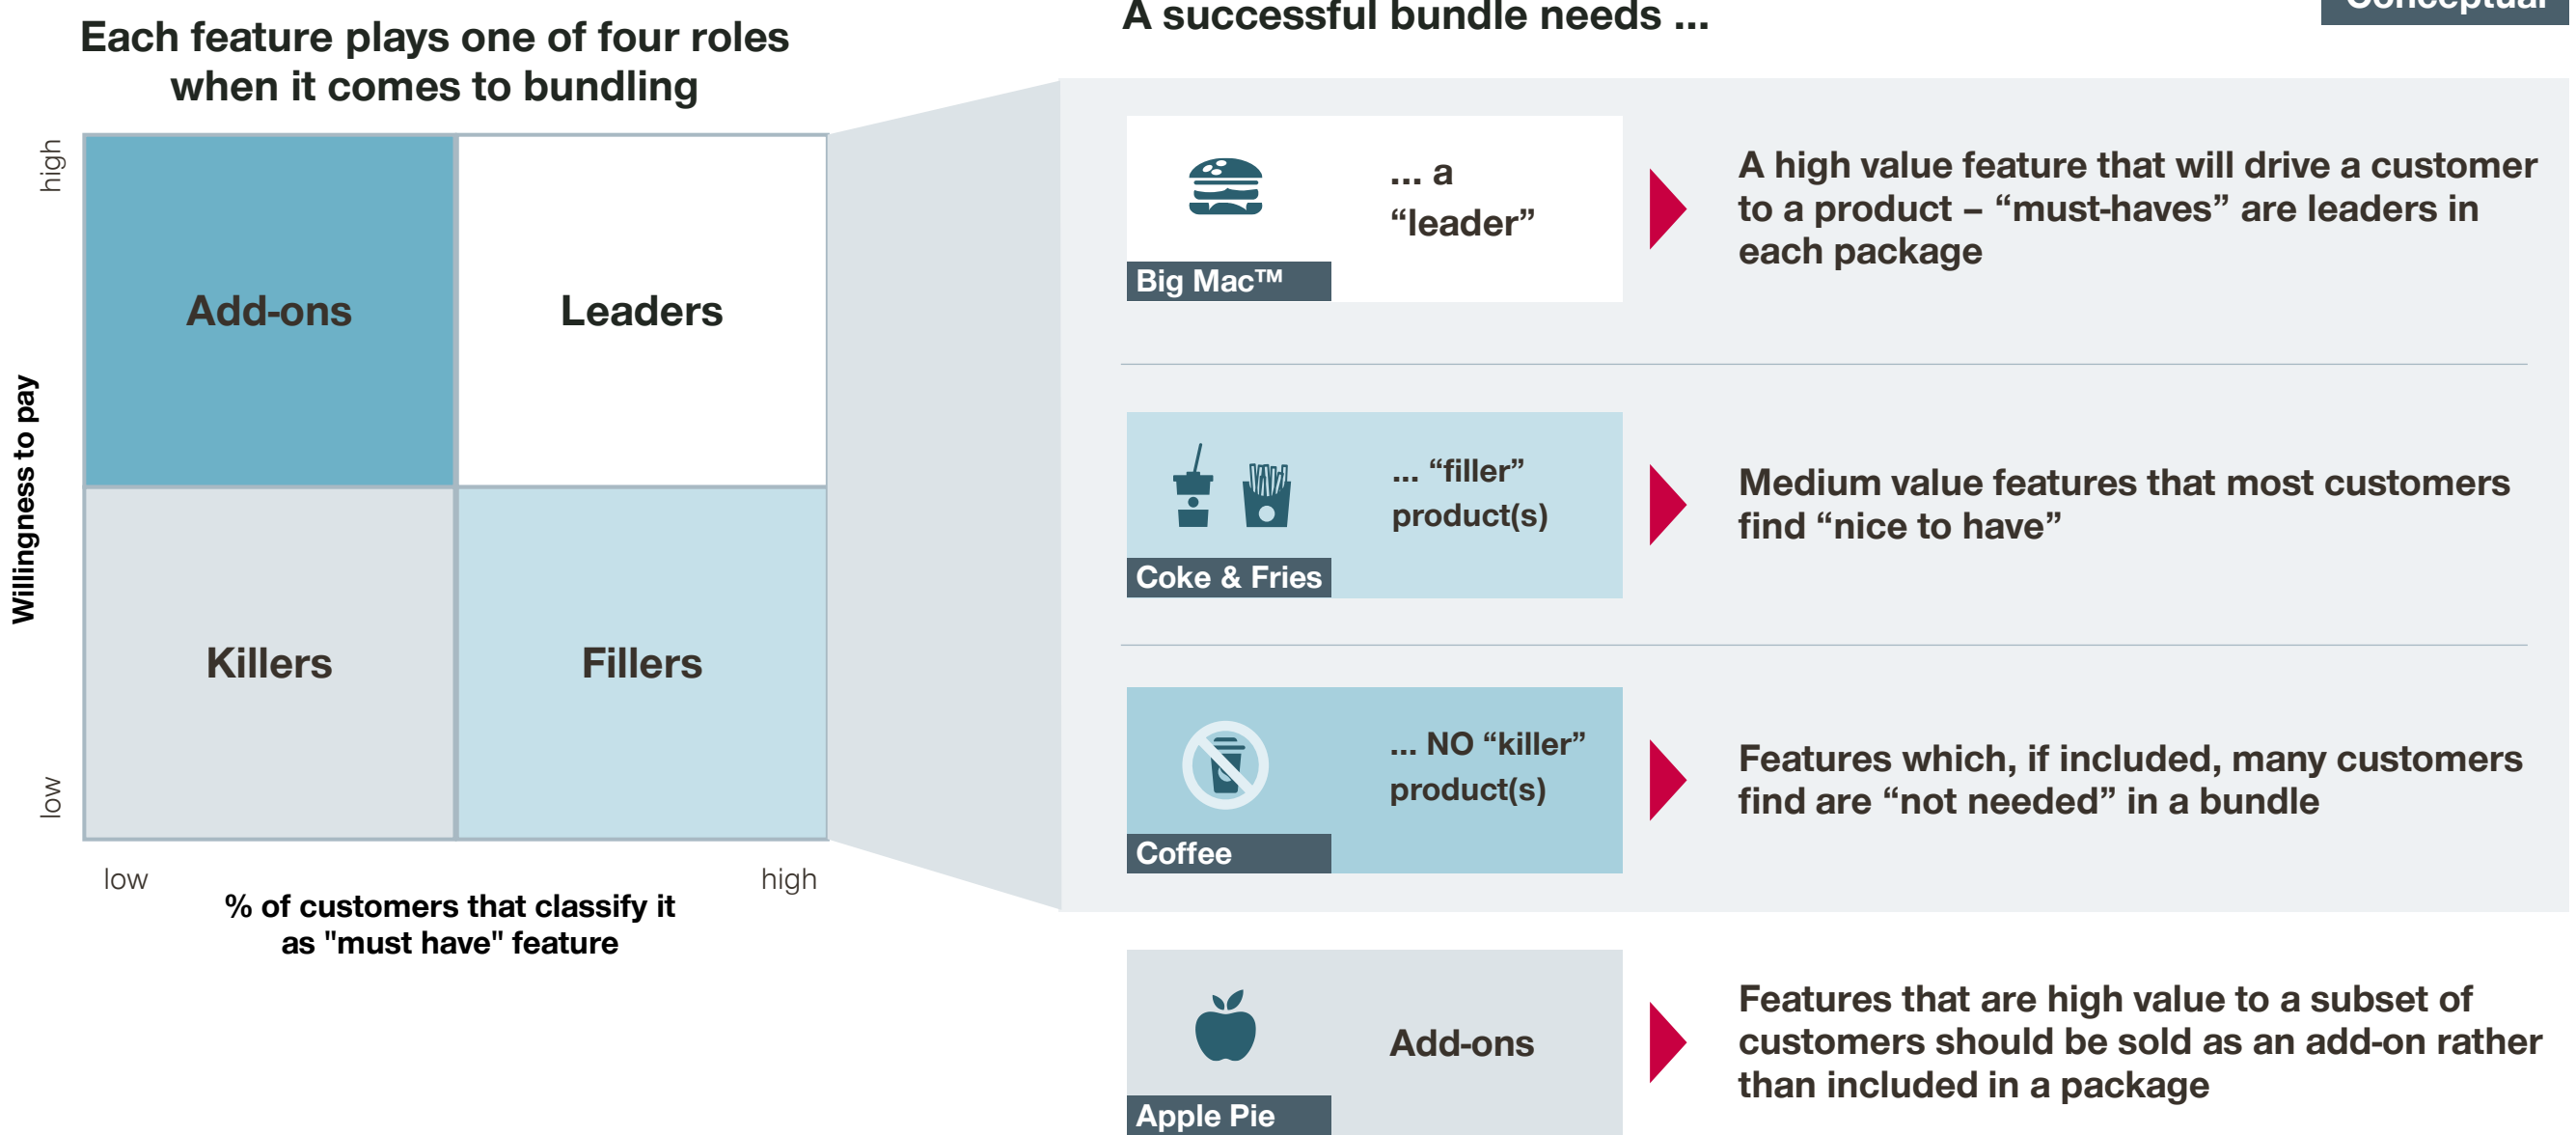 Each feature plays one of four roles
when it comes to bundling
high
Add-ons
Leaders
Willingness to pay
Killers
Fillers
low
low
high
% of customers that classify it
as "must have" feature
A successful bundle needs ...
Conceptual
... a
“leader”
Big Mac™
A high value feature that will drive a customer
to a product – “must-haves” are leaders in
each package
... “filler”
product(s)
Coke & Fries
Medium value features that most customers
find “nice to have”
... NO “killer”
product(s)
Coffee
Features which, if included, many customers
find are “not needed” in a bundle
Add-ons
Apple Pie
Features that are high value to a subset of
customers should be sold as an add-on rather
than included in a package